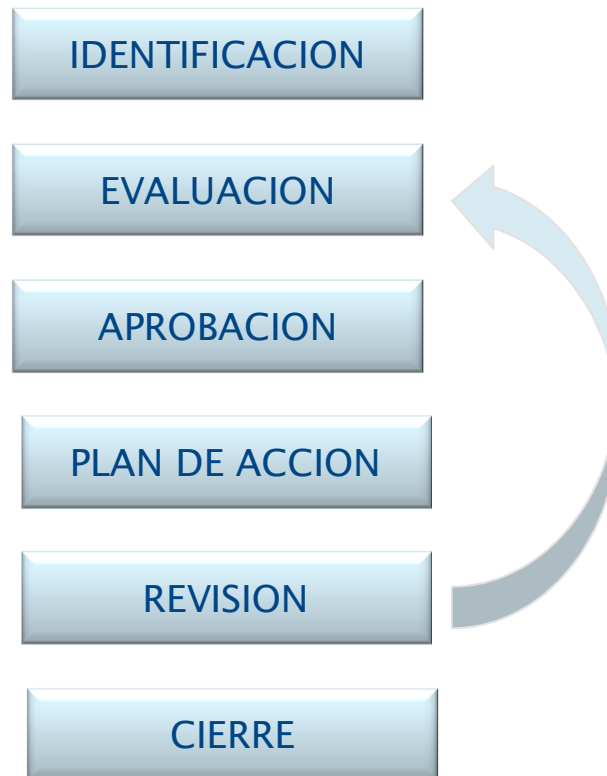 IDENTIFICACION
EVALUACION
APROBACION
PLAN DE ACCION
REVISION
CIERRE